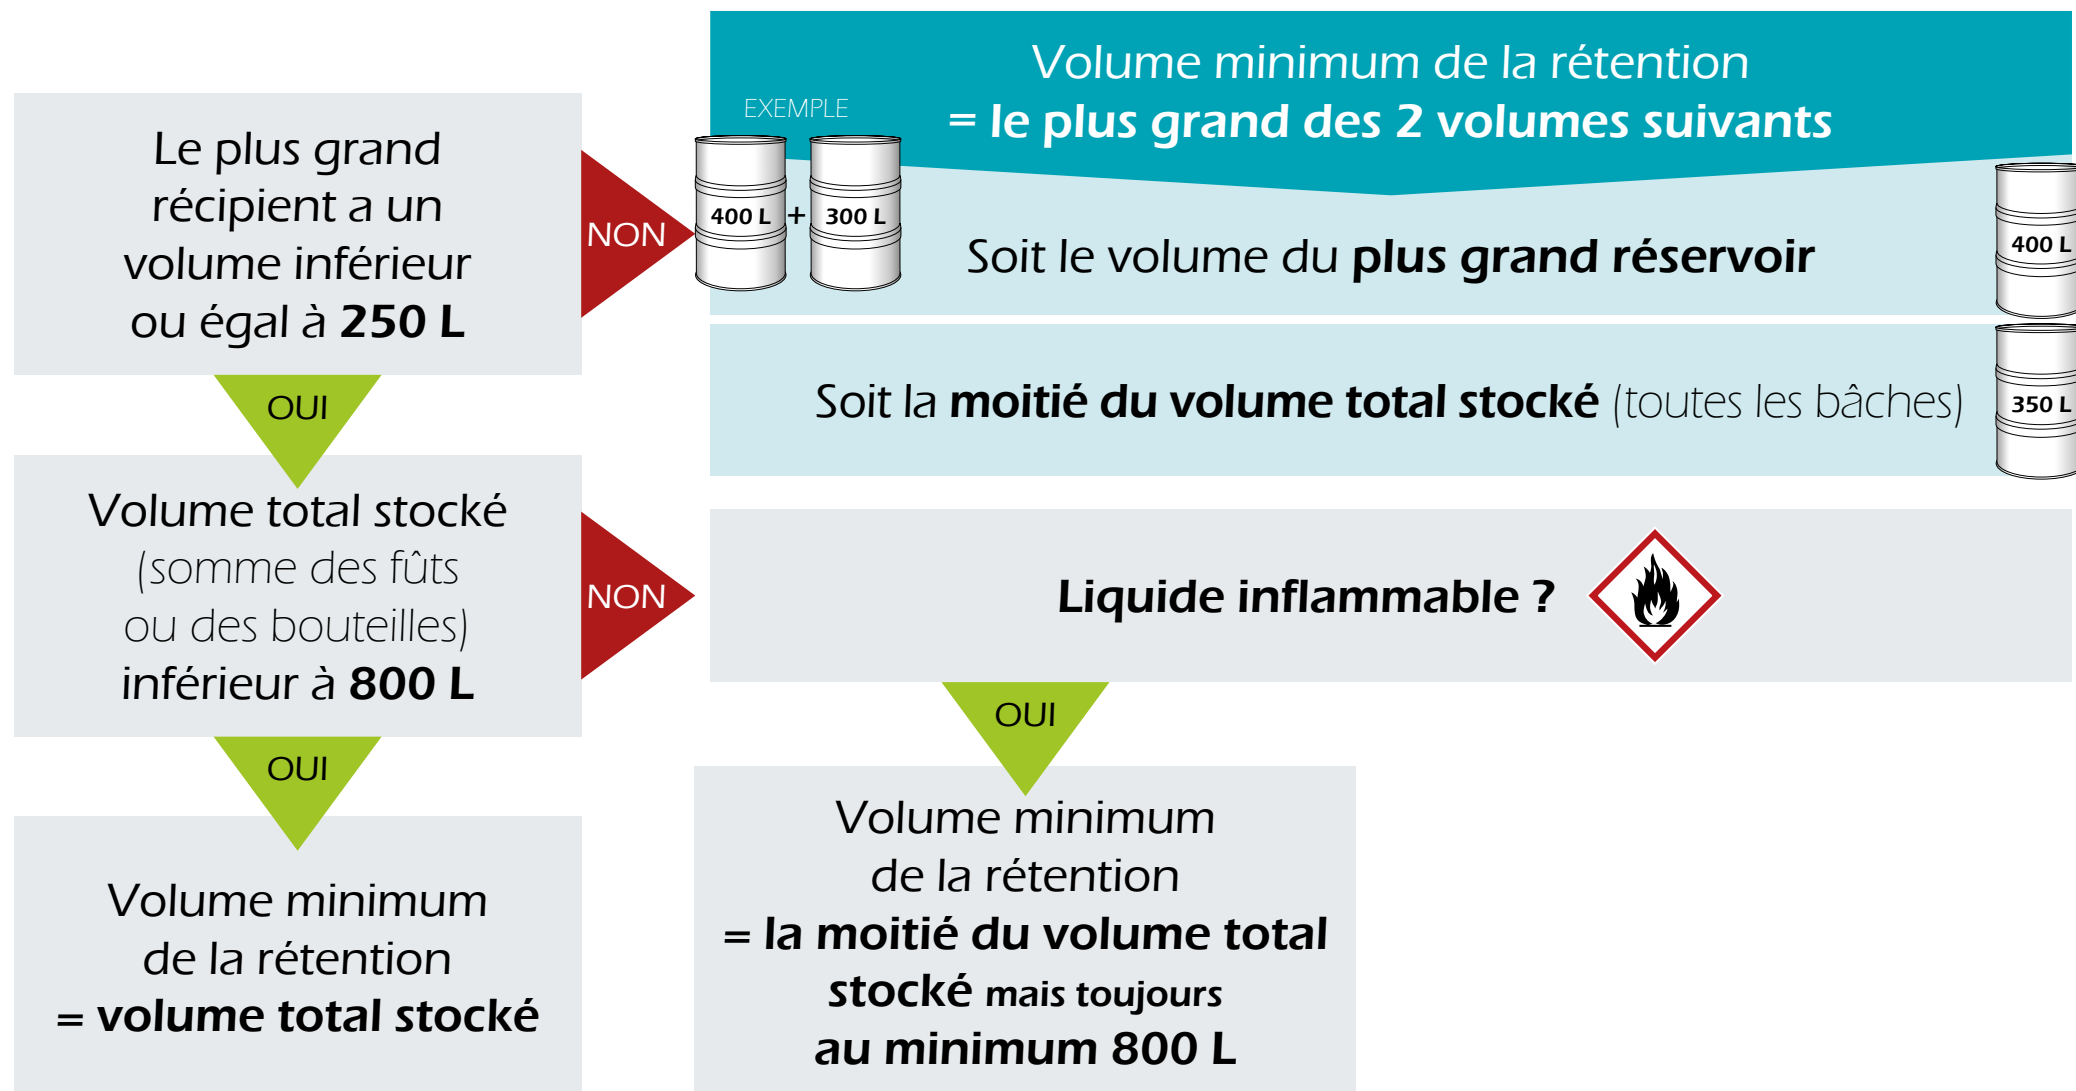 Le plus grand
récipient a un
volume inférieur
ou égal à 250 L
NON
OUI
EXEMPLE
400 L + 300 L
Volume minimum de la rétention
= le plus grand des 2 volumes suivants
Soit le volume du plus grand réservoir
400 L
Soit la moitié du volume total stocké (toutes les bâches)
350 L
Volume total stocké
(somme des fûts
ou des bouteilles)
inférieur à 800 L
NON
OUI
Liquide inflammable ?
OUI
Volume minimum
de la rétention
= volume total stocké
Volume minimum
de la rétention
= la moitié du volume total
stocké mais toujours
au minimum 800 L